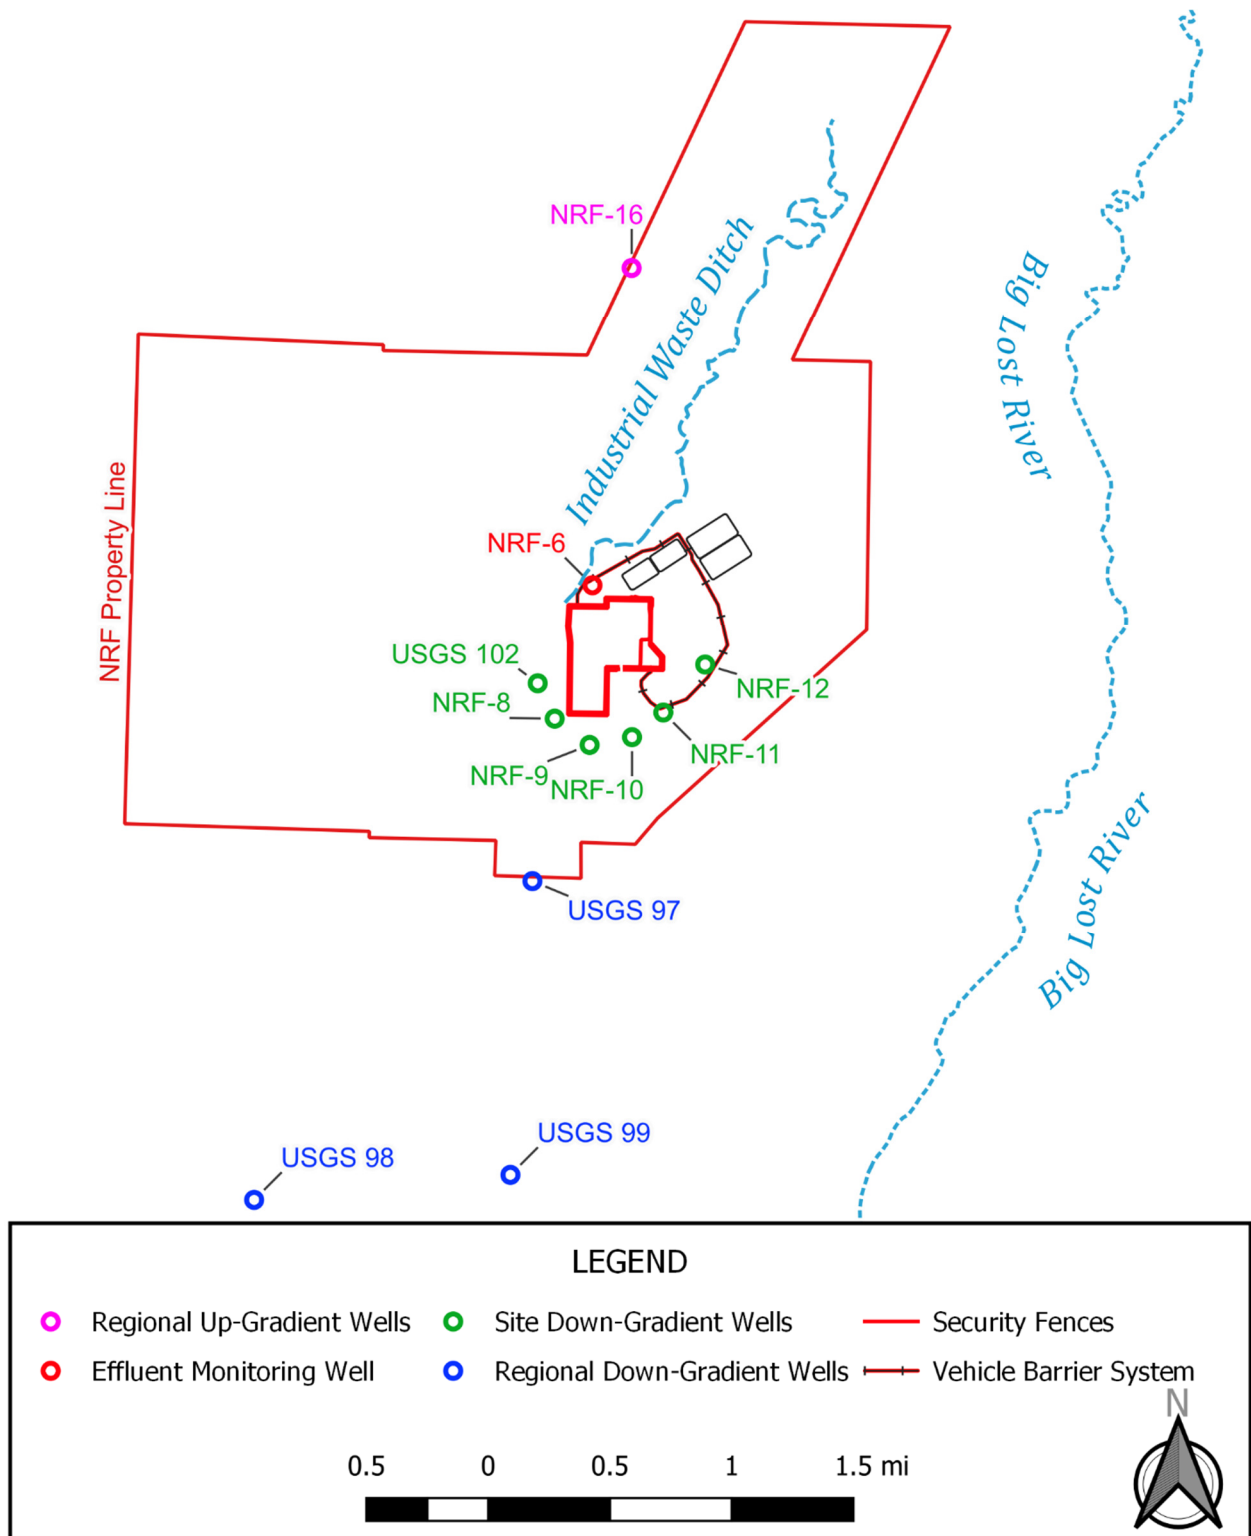 NRF-16
Industrial Waste Ditch
Big Lost River
NRF Property Line
NRF-6
USGS 102
NRF-8
NRF-12
NRF-11
NRF-9
NRF-10
Big Lost River
USGS 97
USGS 99
USGS 98
LEGEND
Regional Up-Gradient Wells
Site Down-Gradient Wells
Security Fences
Effluent Monitoring Well
Regional Down-Gradient Wells
Vehicle Barrier System
N
0.5 0 0.5 1 1.5 mi